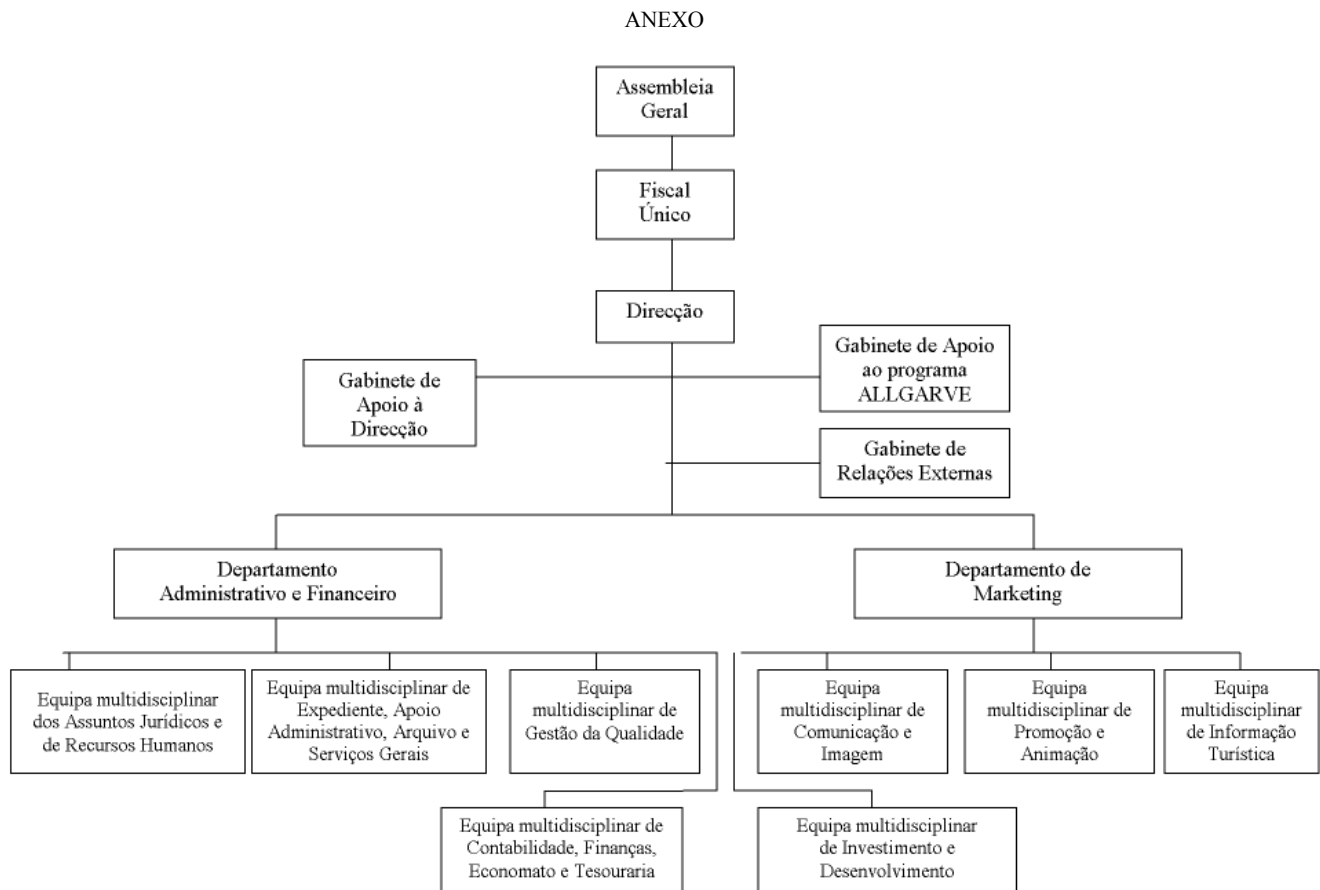 ANEXO
Assembleia
Geral
Fiscal
Único
Direcção
Gabinete de Apoio
ao programa
ALLGARVE
Gabinete de
Apoio à
Direcção
Gabinete de
Relações Externas
Departamento
Administrativo e Financeiro
Departamento de
Marketing
Equipa multidisciplinar
dos Assuntos Jurídicos e
de Recursos Humanos
Equipa multidisciplinar de
Expediente, Apoio
Administrativo, Arquivo e
Serviços Gerais
Equipa
multidisciplinar de
Gestão da Qualidade
Equipa
multidisciplinar de
Comunicação e
Imagem
Equipa
multidisciplinar de
Promoção e
Animação
Equipa
multidisciplinar
de Informação
Turística
Equipa multidisciplinar de
Contabilidade, Finanças,
Economato e Tesouraria
Equipa multidisciplinar
de Investimento e
Desenvolvimento